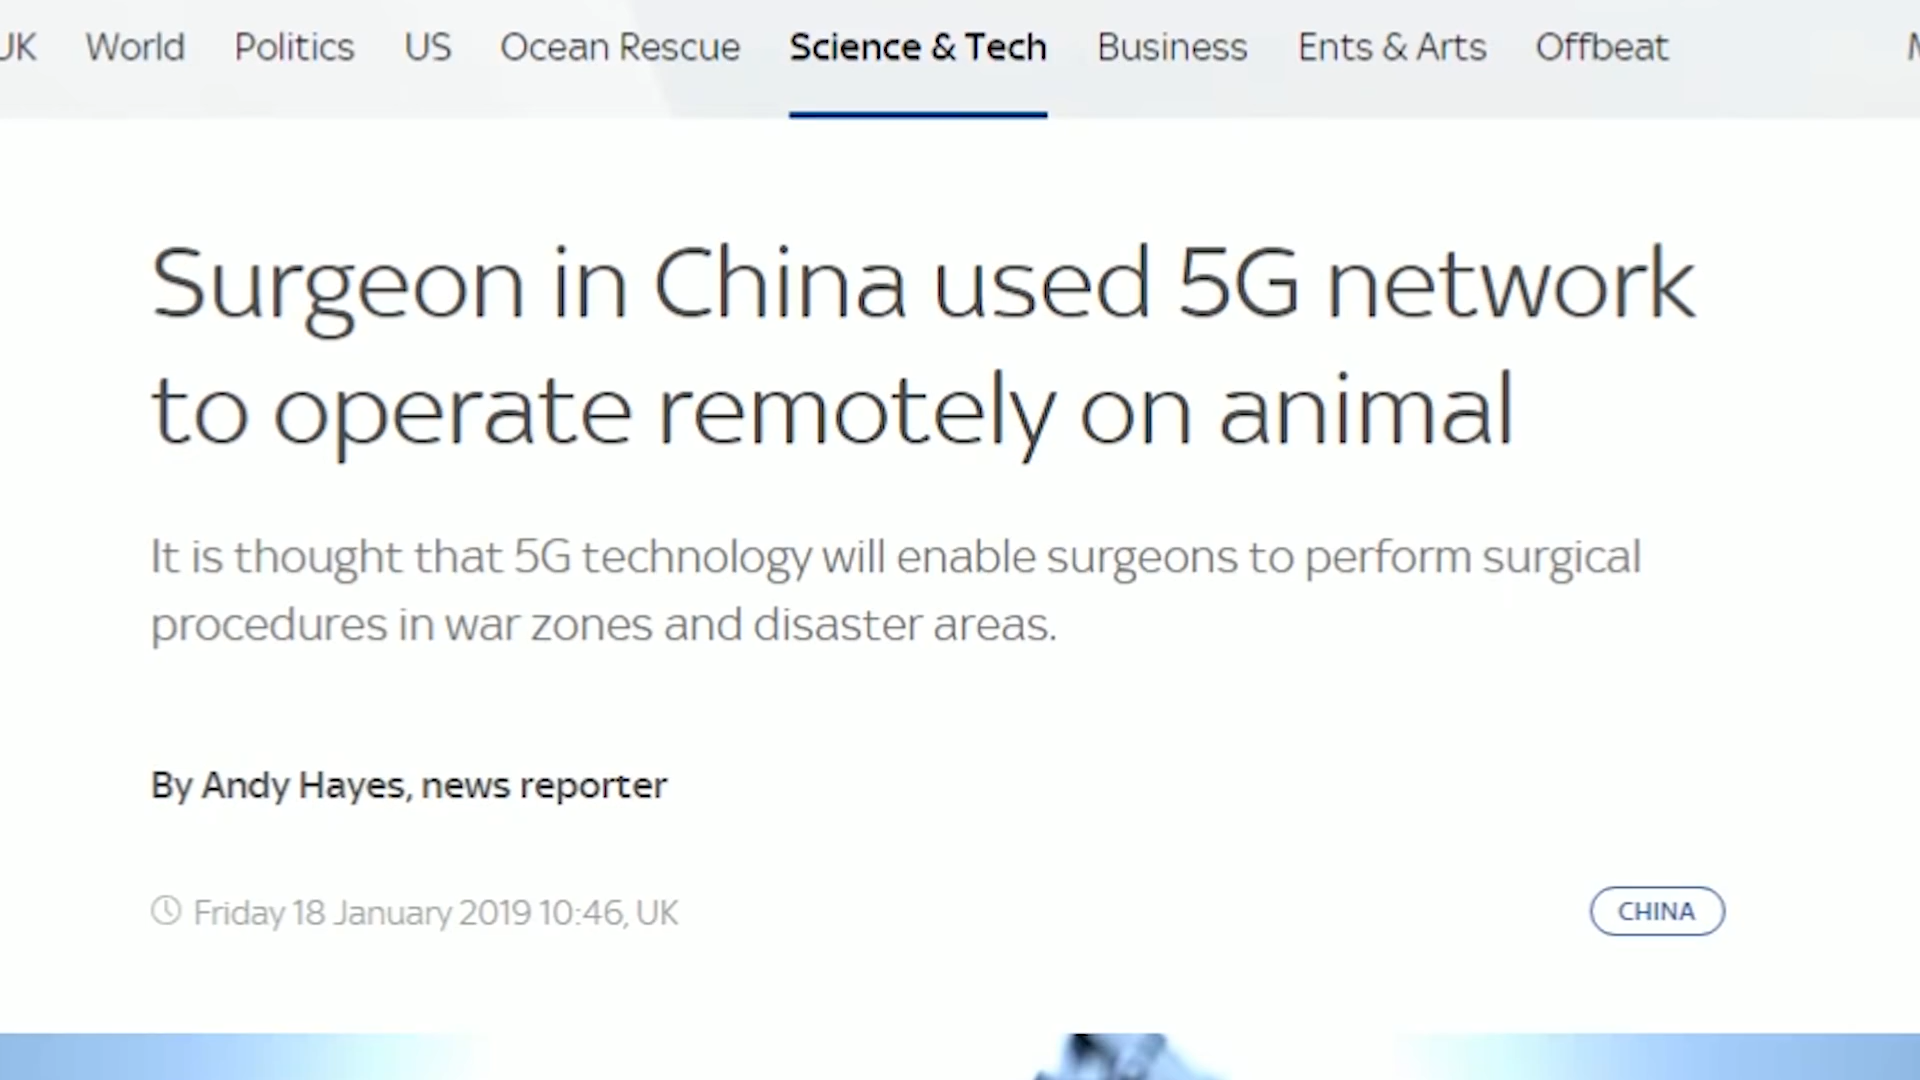 UK World Politics US Ocean Rescue Science & Tech Business Ents & Arts Offbeat
Surgeon in China used 5G network
to operate remotely on animal
It is thought that 5G technology will enable surgeons to perform surgical
procedures in war zones and disaster areas.
By Andy Hayes, news reporter
Friday 18 January 2019 10:46, UK
CHINA